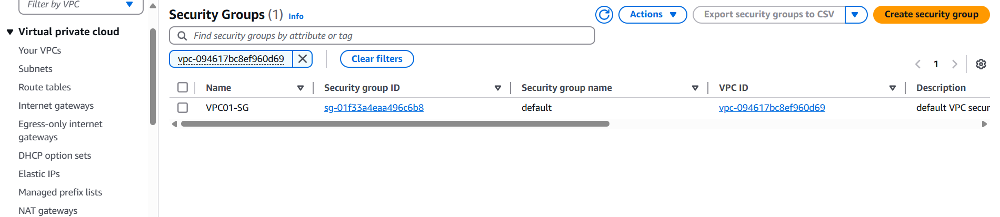 Filter by VPC
Virtual private cloud
Your VPCs
Subnets
Route tables
Internet gateways
Egress-only internet
gateways
DHCP option sets
Elastic IPs
Managed prefix lists
NAT gateways
Security Groups (1) Info
Actions
Export security groups to CSV
Create security group
Find security groups by attribute or tag
vpc-094617bc8ef960d69
Clear filters
1
Name Security group ID Security group name VPC ID Description
VPC01-SG sg-01f33a4eaa496c6b8 default vpc-094617bc8ef960d69 default VPC secur